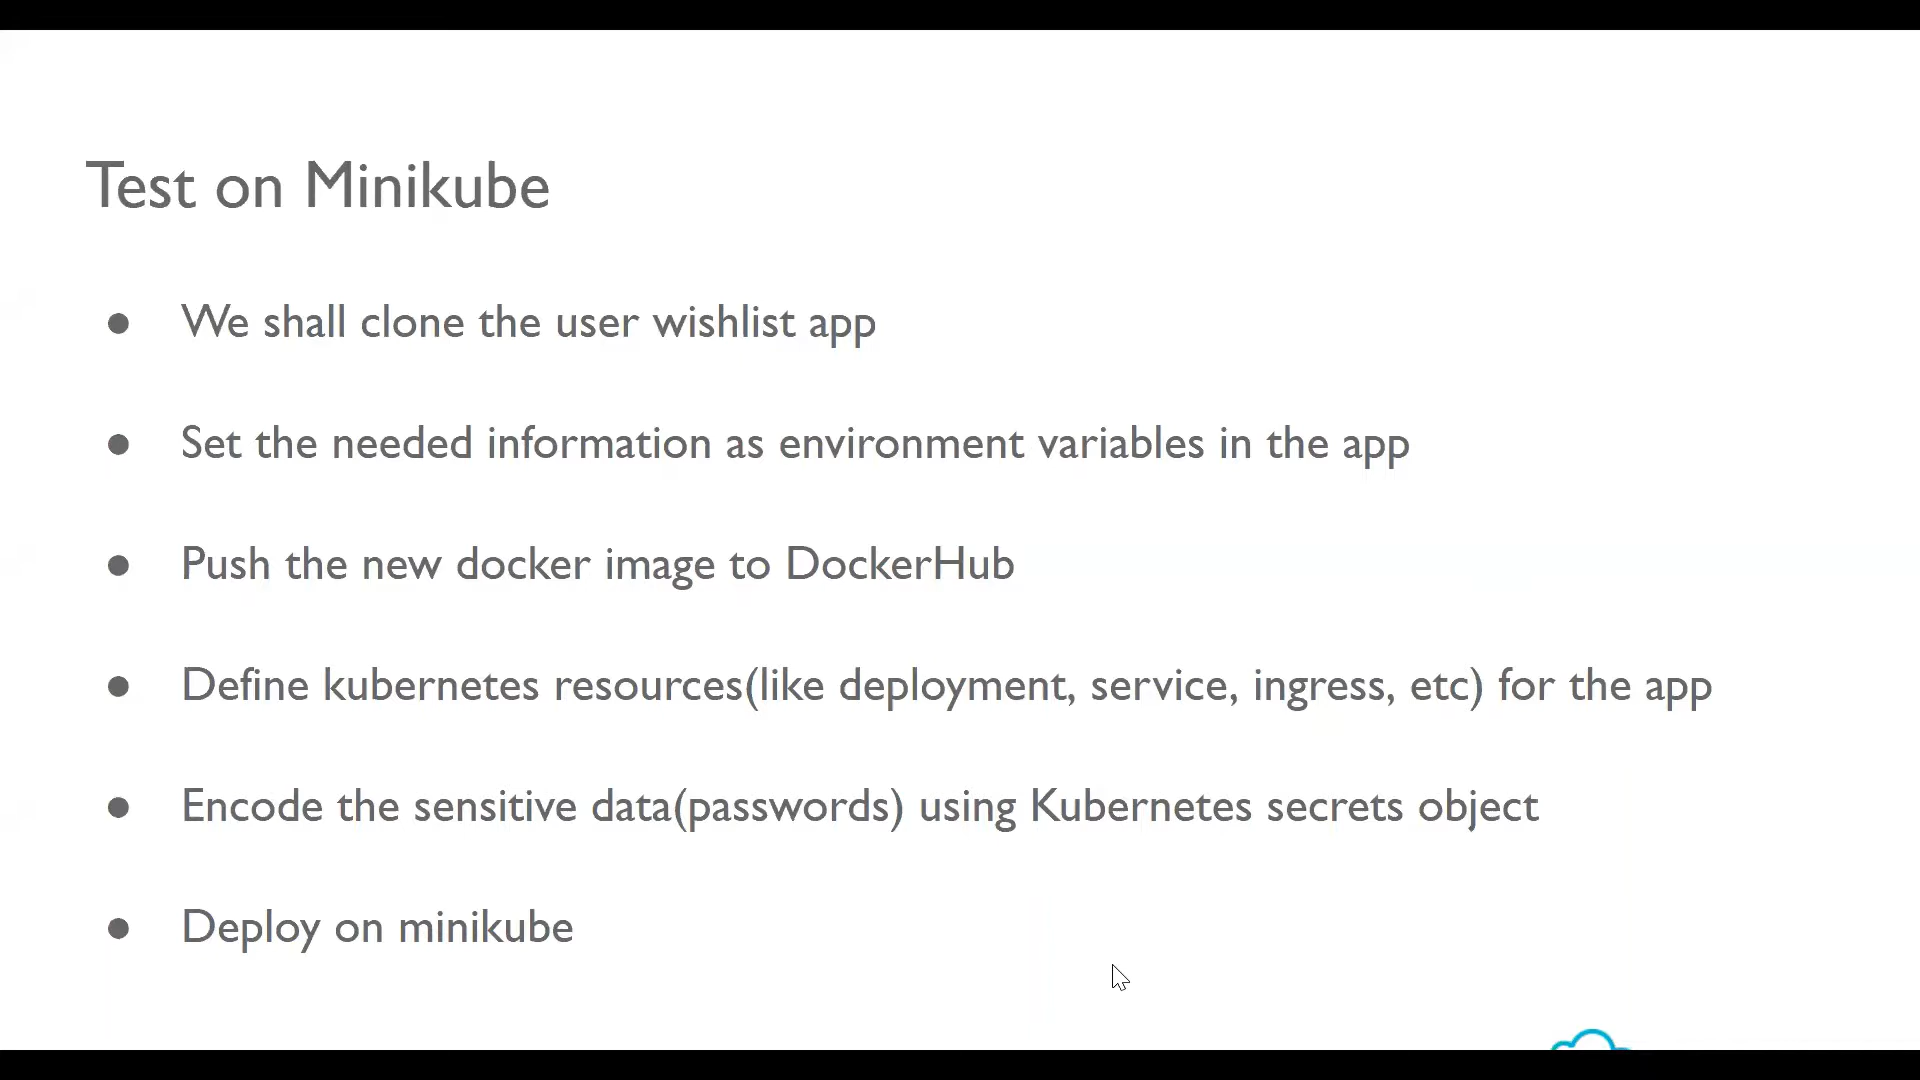 Test on Minikube
● We shall clone the user wishlist app
● Set the needed information as environment variables in the app
● Push the new docker image to DockerHub
● Define kubernetes resources(like deployment, service, ingress, etc) for the app
● Encode the sensitive data(passwords) using Kubernetes secrets object
● Deploy on minikube